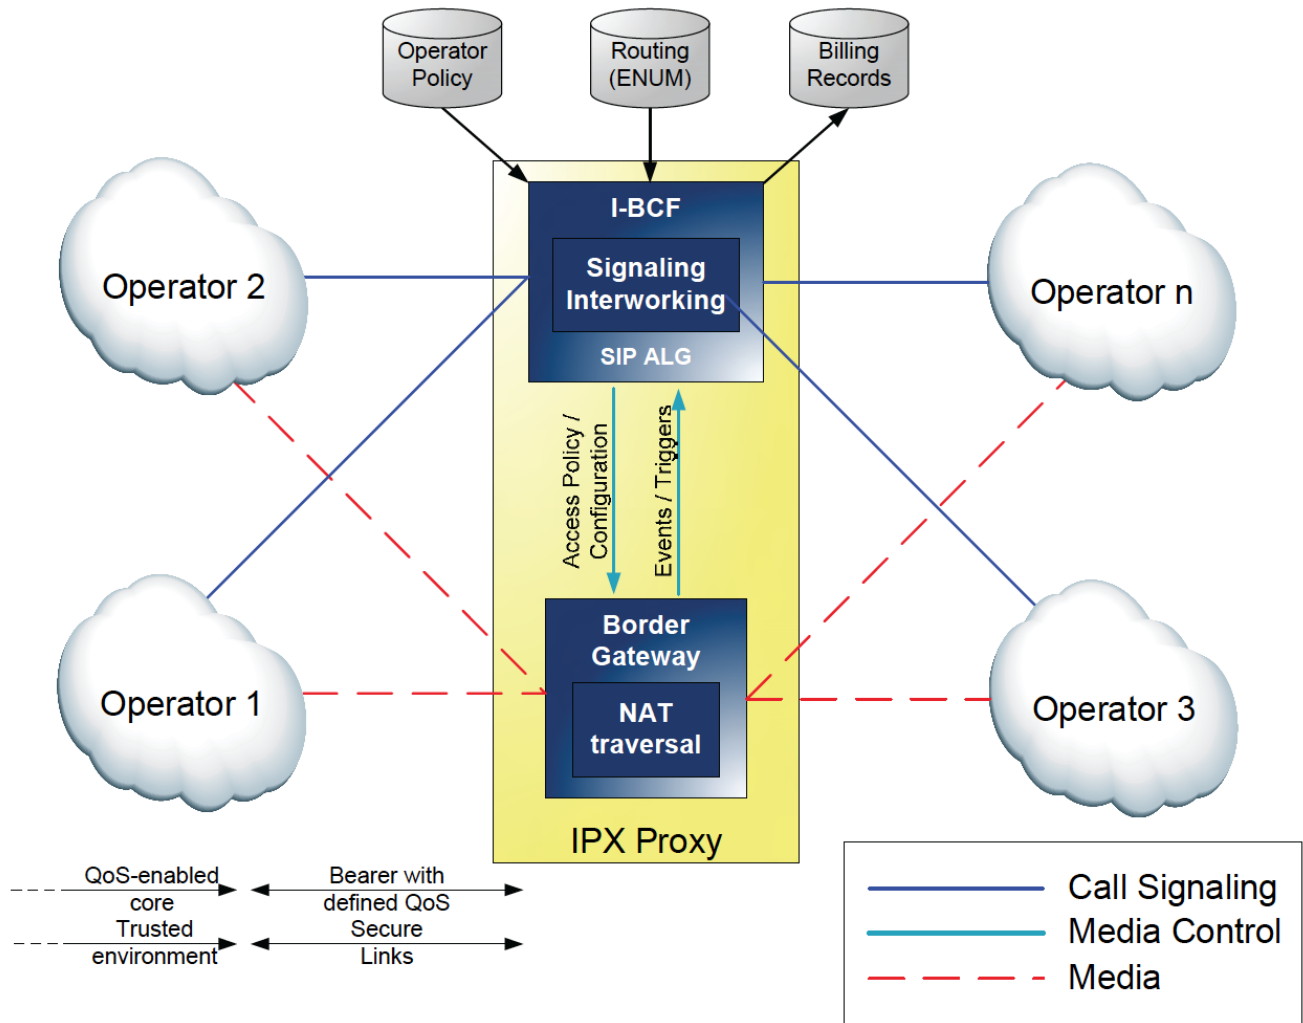 Operator
Policy
Routing
(ENUM)
Billing
Records
I-BCF
Signaling
Interworking
SIP ALG
Operator 2
Operator n
Access Policy /
Configuration
Events / Triggers
Operator 1
Border
Gateway
NAT
traversal
Operator 3
IPX Proxy
QoS-enabled
core
Bearer with
defined QoS
Trusted
environment
Secure
Links
Call Signaling
Media Control
Media